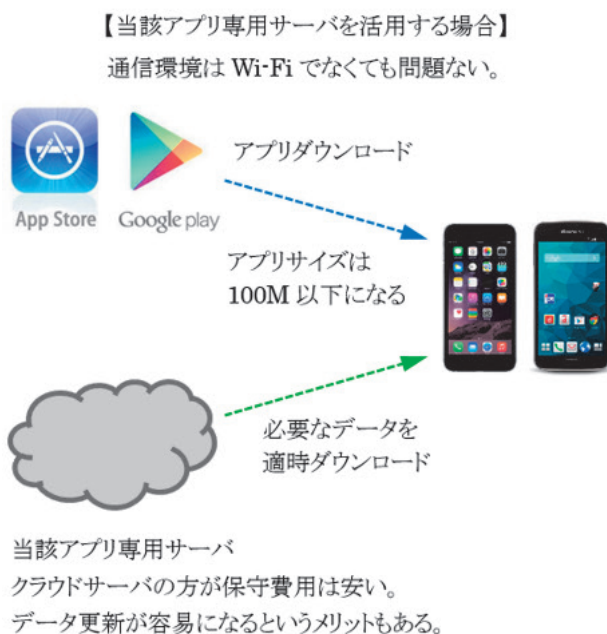 【当該アプリ専用サーバを活用する場合】
通信環境は Wi-Fi でなくても問題ない。
アプリダウンロード
App Store Google play
アプリサイズは
100M 以下になる
必要なデータを
適時ダウンロード
当該アプリ専用サーバ
クラウドサーバの方が保守費用は安い。
データ更新が容易になるというメリットもある。